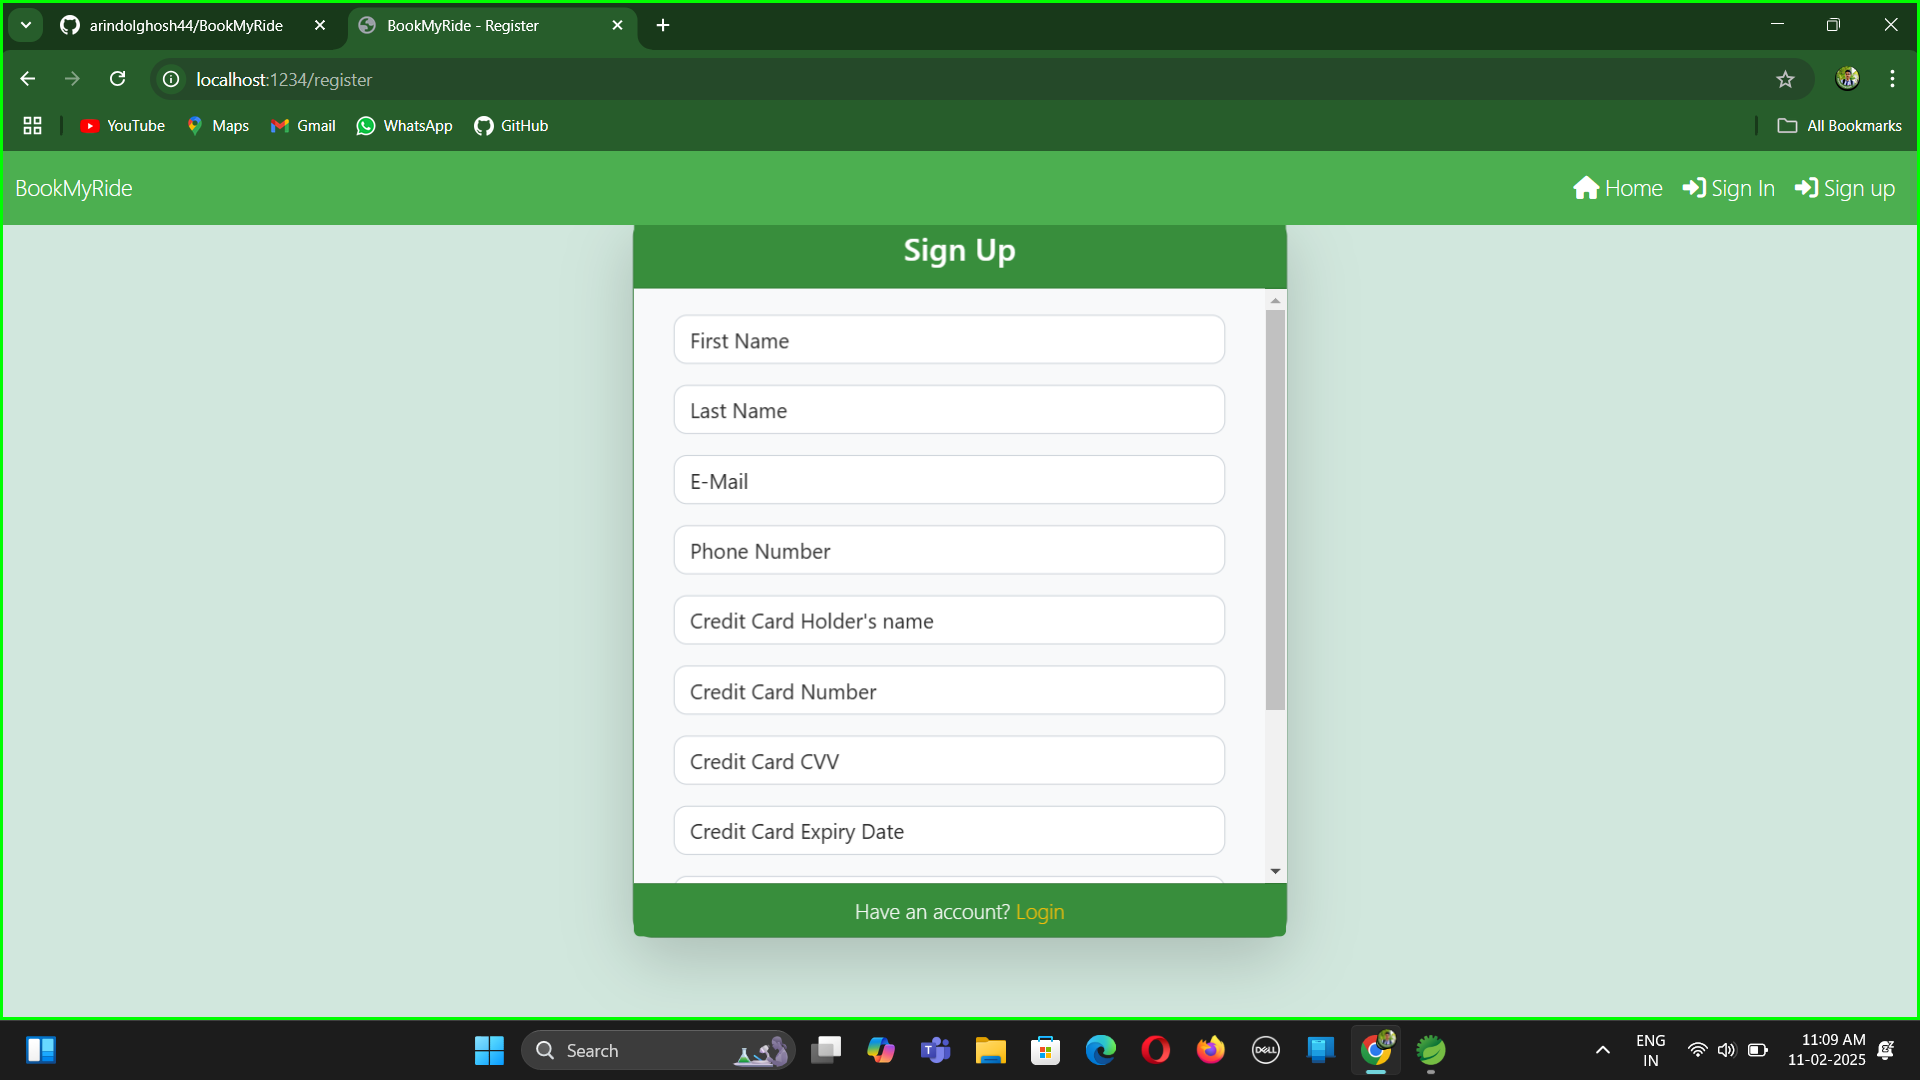 arindolghosh44/BookMyRide
BookMyRide - Register
localhost:1234/register
YouTube
Maps
Gmail
WhatsApp
GitHub
All Bookmarks
BookMyRide
Home
Sign In
Sign up
Sign Up
First Name
Last Name
E-Mail
Phone Number
Credit Card Holder's name
Credit Card Number
Credit Card CVV
Credit Card Expiry Date
Have an account? Login
Search
DELL
ENG
IN
11:09 AM
11-02-2025